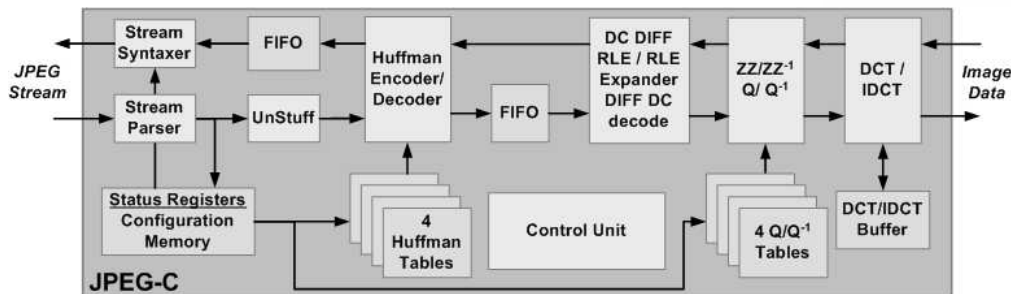 Stream
Syntaxer
FIFO
Huffman
Encoder/
Decoder
DC DIFF
RLE / RLE
Expander
DIFF DC
decode
ZZ/ZZ-1
Q/ Q-1
DCT /
IDCT
JPEG
Stream
Image
Data
Stream
Parser
UnStuff
FIFO
Status Registers
Configuration
Memory
4
Huffman
Tables
Control Unit
4 Q/Q-1
Tables
DCT/IDCT
Buffer
JPEG-C